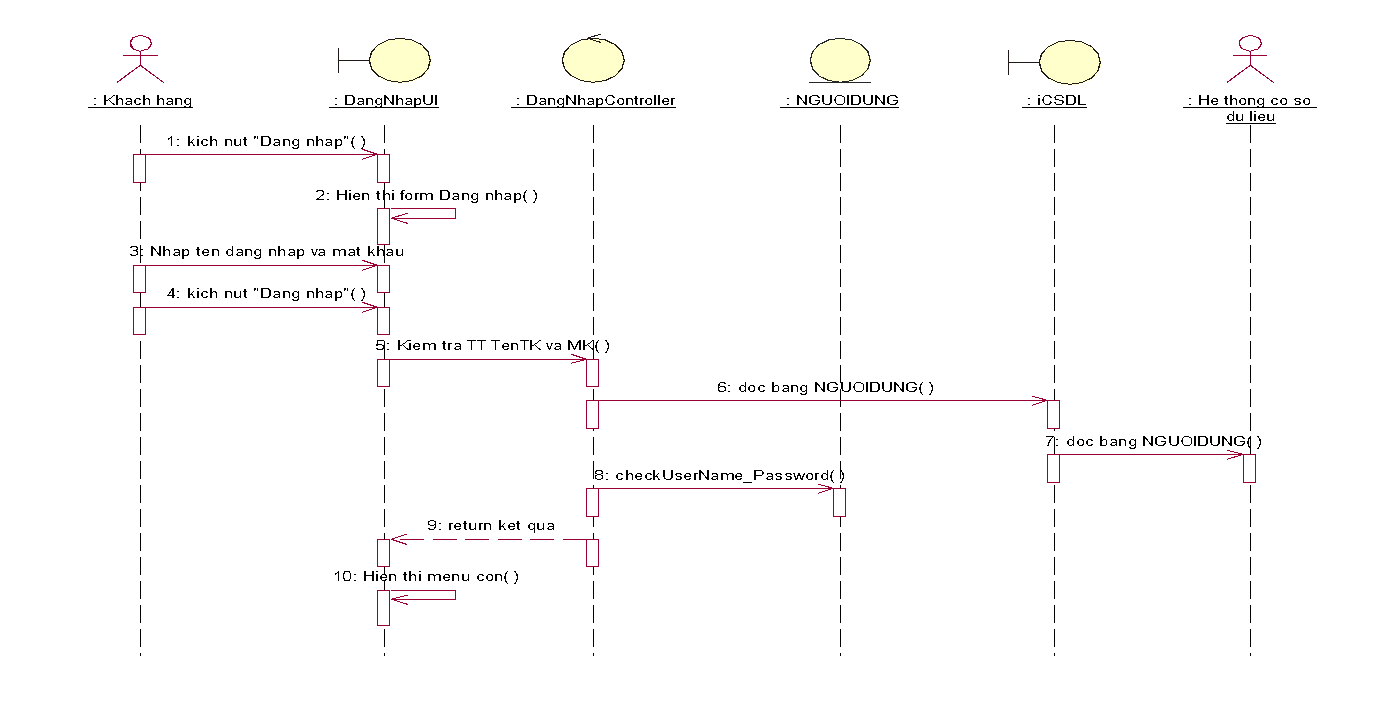 : Khach hang
: DangNhapUI
: DangNhapController
: NGUOIDUNG
: iCSDL
: He thong co so
du lieu
1: kich nut "Dang nhap"( )
2: Hien thi form Dang nhap( )
3: Nhap ten dang nhap va mat khau
4: kich nut "Dang nhap"( )
5: Kiem tra TT TenTK va MK( )
6: doc bang NGUOIDUNG( )
7: doc bang NGUOIDUNG( )
8: checkUserName_Password( )
9: return ket qua
10: Hien thi menu con( )